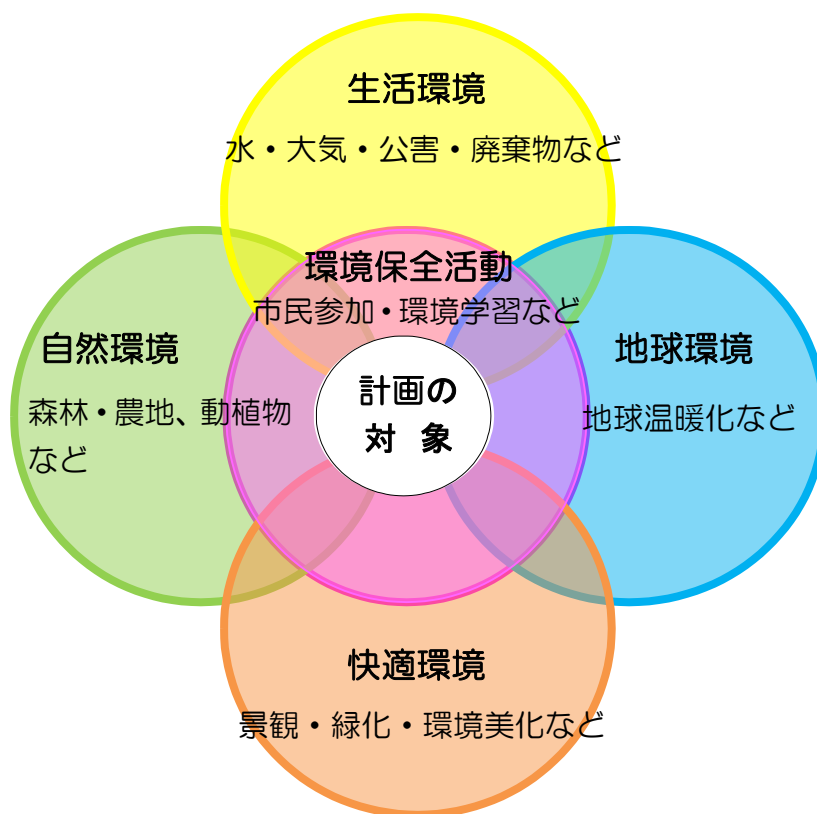 生活環境
水・大気・公害・廃棄物など
環境保全活動
市民参加・環境学習など
自然環境
森林・農地、動植物
など
計画の
対　象
地球環境
地球温暖化など
快適環境
景観・緑化・環境美化など